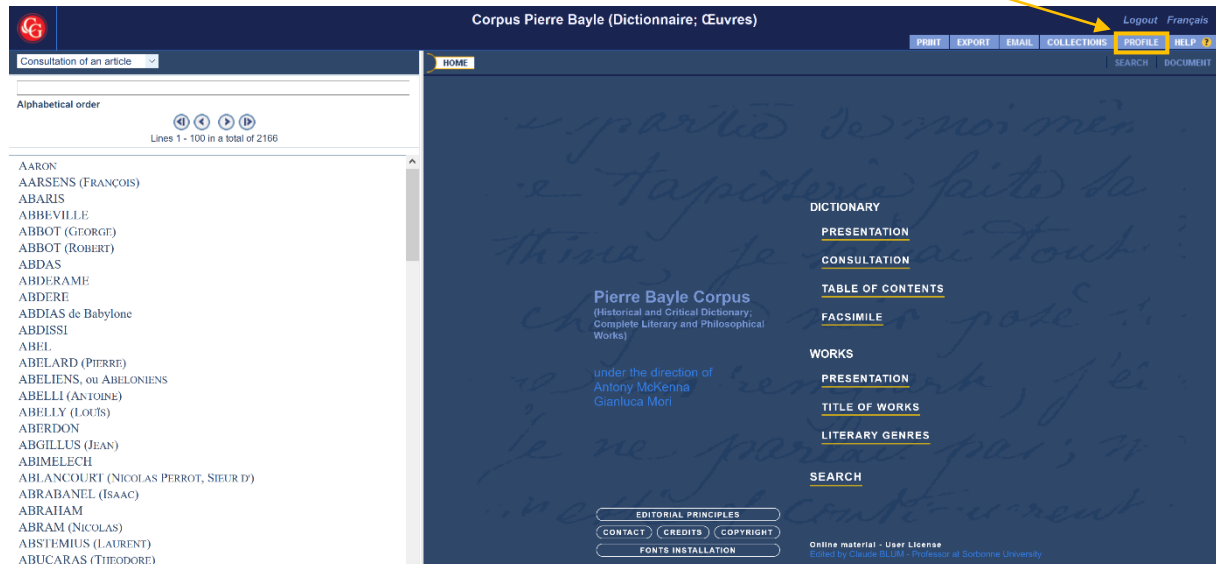 Corpus Pierre Bayle (Dictionnaire; Œuvres)
Logout Français
PRINT EXPORT EMAIL COLLECTIONS PROFILE HELP ?
Consultation of an article
HOME
SEARCH DOCUMENT
Alphabetical order
Lines 1 - 100 in a total of 2166
AARON
AARSENS (FRANÇOIS)
ABARIS
ABBEVILLE
ABBOT (GEORGE)
ABBOT (ROBERT)
ABDAS
ABDERAME
ABDERE
ABDIAS de Babylone
ABDISSI
ABEL
ABELARD (PIERRE)
ABELIENS, ou ABELONIENS
ABELLI (ANTOINE)
ABELLY (LOUÏS)
ABERDON
ABGILLUS (JEAN)
ABIMELECH
ABLANCOURT (NICOLAS PERROT, SIEUR D')
ABRABANEL (ISAAC)
ABRAHAM
ABRAM (NICOLAS)
ABSTEMIUS (LAURENT)
ABUCARAS (THEODORE)
Pierre Bayle Corpus
(Historical and Critical Dictionary;
Complete Literary and Philosophical
Works)
under the direction of
Antony McKenna
Gianluca Mori
DICTIONARY
PRESENTATION
CONSULTATION
TABLE OF CONTENTS
FACSIMILE
WORKS
PRESENTATION
TITLE OF WORKS
LITERARY GENRES
SEARCH
EDITORIAL PRINCIPLES
CONTACT CREDITS COPYRIGHT
FONTS INSTALLATION
Online material - User License
Edited by Claude BLUM - Professor at Sorbonne University